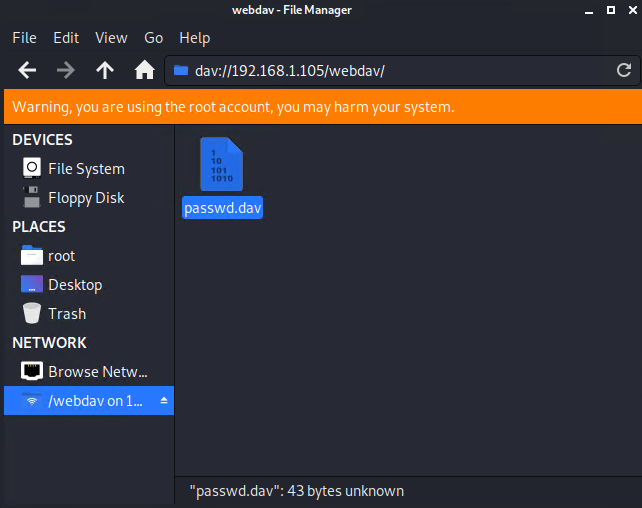 webdav - File Manager
File Edit View Go Help
dav://192.168.1.105/webdav/
Warning, you are using the root account, you may harm your system.
DEVICES
File System
Floppy Disk
PLACES
root
Desktop
Trash
NETWORK
Browse Netw...
/webdav on 1...
1
10
101
1010
passwd.dav
"passwd.dav": 43 bytes unknown